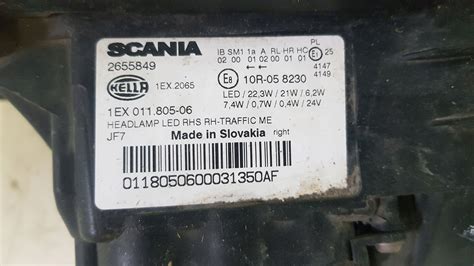 SCANIA
2655849
HELLA
1EX.2065
IB SM1 1a A RL HR HC PL
02 00 01 02 00 01 01 E1 25
4147
4149
E8 10R-05 8230
LED / 22,3W / 21W / 6,2W
7,4W / 0,7W / 0,4W / 24V
1EX 011.805-06
HEADLAMP LED RHS RH-TRAFFIC ME
JF7
Made in Slovakia right
0118050600031350AF